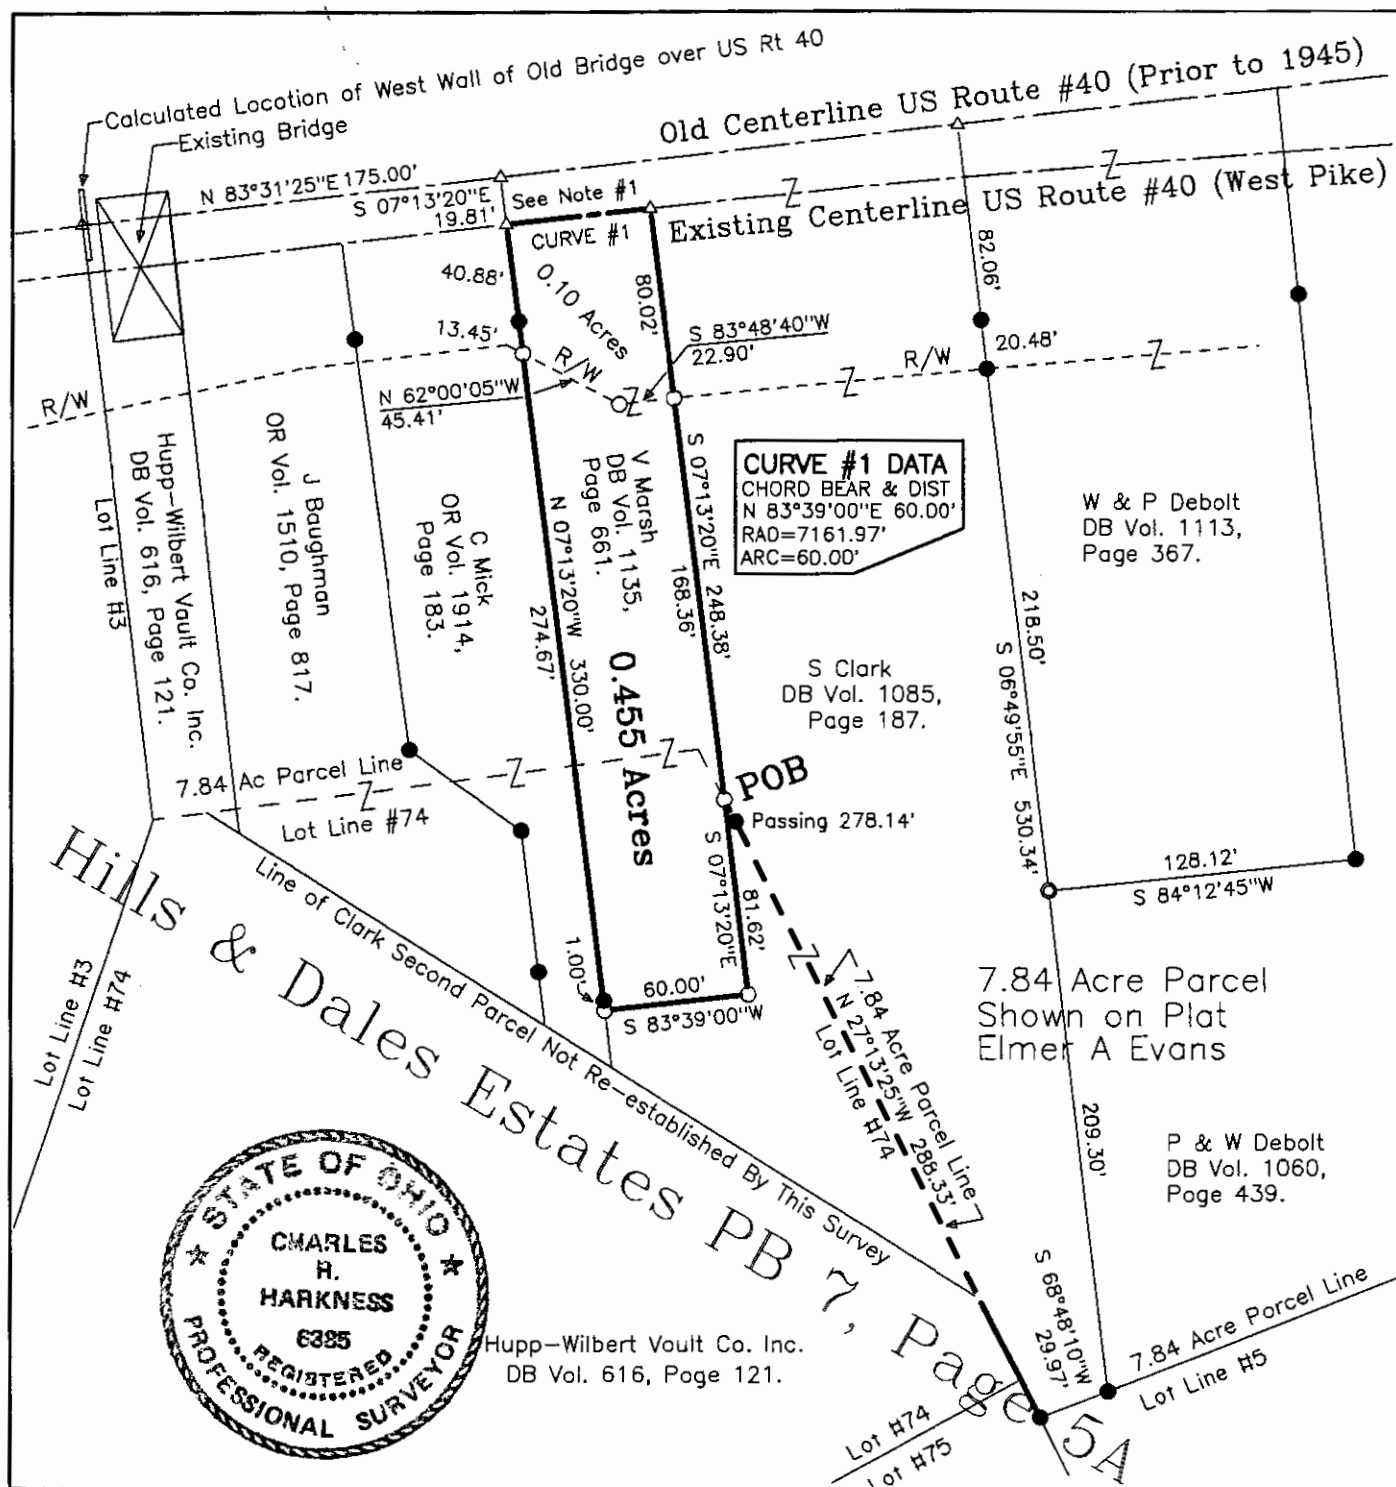 Calculated Location of West Wall of Old Bridge over US Rt 40
Existing Bridge
Old Centerline US Route #40 (Prior to 1945)
Existing Centerline US Route #40 (West Pike)
N 83°31'25"E 175.00'
S 07°13'20"E
19.81'
See Note #1
CURVE #1
40.88'
0.10 Acres
80.02'
82.06'
13.45'
R/W
S 83°48'40"W
22.90'
R/W
20.48'
R/W
N 62°00'05"W
45.41'
Hupp-Wilbert Vault Co. Inc.
DB Vol. 616, Page 121.
Lot Line #3
J Baughman
OR Vol. 1510, Page 817.
C Mick
OR Vol. 1914,
Page 183.
N 07°13'20"W 330.00'
274.67'
V Marsh
DB Vol. 1135,
Page 661.
0.455 Acres
S 07°13'20"E 248.38'
168.36'
CURVE #1 DATA
CHORD BEAR & DIST
N 83°39'00"E 60.00'
RAD=7161.97'
ARC=60.00'
W & P Debolt
DB Vol. 1113,
Page 367.
218.50'
S 06°49'55"E 530.34'
S Clark
DB Vol. 1085,
Page 187.
7.84 Ac Parcel Line
Lot Line #74
POB
Passing 278.14'
S 07°13'20"E
81.62'
128.12'
S 84°12'45"W
Line of Clark Second Parcel Not Re-established By This Survey
1.00'
60.00'
S 83°39'00"W
7.84 Acre Parcel Line
N 27°13'25"W 288.33'
Lot Line #74
7.84 Acre Parcel
Shown on Plat
Elmer A Evans
Lot Line #3
Lot Line #74
Hills & Dales Estates PB 7, Page 5A
209.30'
P & W Debolt
DB Vol. 1060,
Page 439.
STATE OF OHIO
CHARLES
H.
HARKNESS
6385
REGISTERED
PROFESSIONAL SURVEYOR
Hupp-Wilbert Vault Co. Inc.
DB Vol. 616, Page 121.
S 68°48'10"W
29.97'
7.84 Acre Parcel Line
Lot Line #5
Lot #74
Lot #75